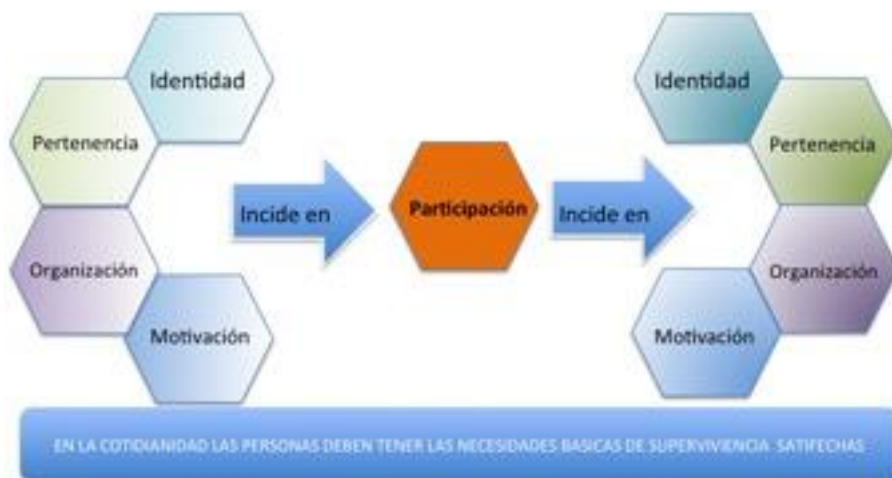 Identidad
Pertenencia
Organización
Motivación
Incide en
Participación
Incide en
Identidad
Pertenencia
Organización
Motivación
EN LA COTIDIANIDAD LAS PERSONAS DEBEN TENER LAS NECESIDADES BASICAS DE SUPERVIVIENCIA SATIFECHAS